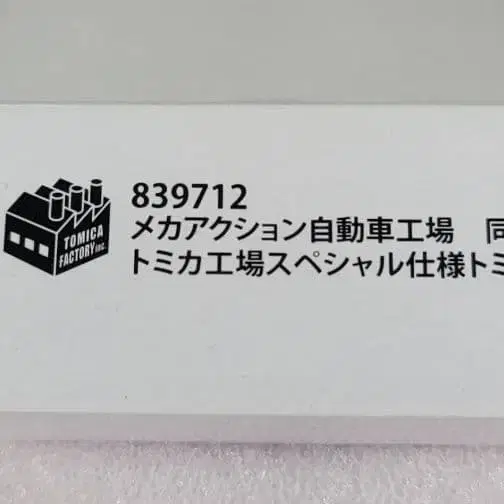 TOMICA
FACTORY inc.
839712
メカアクション自動車工場　同
トミカ工場スペシャル仕様トミ